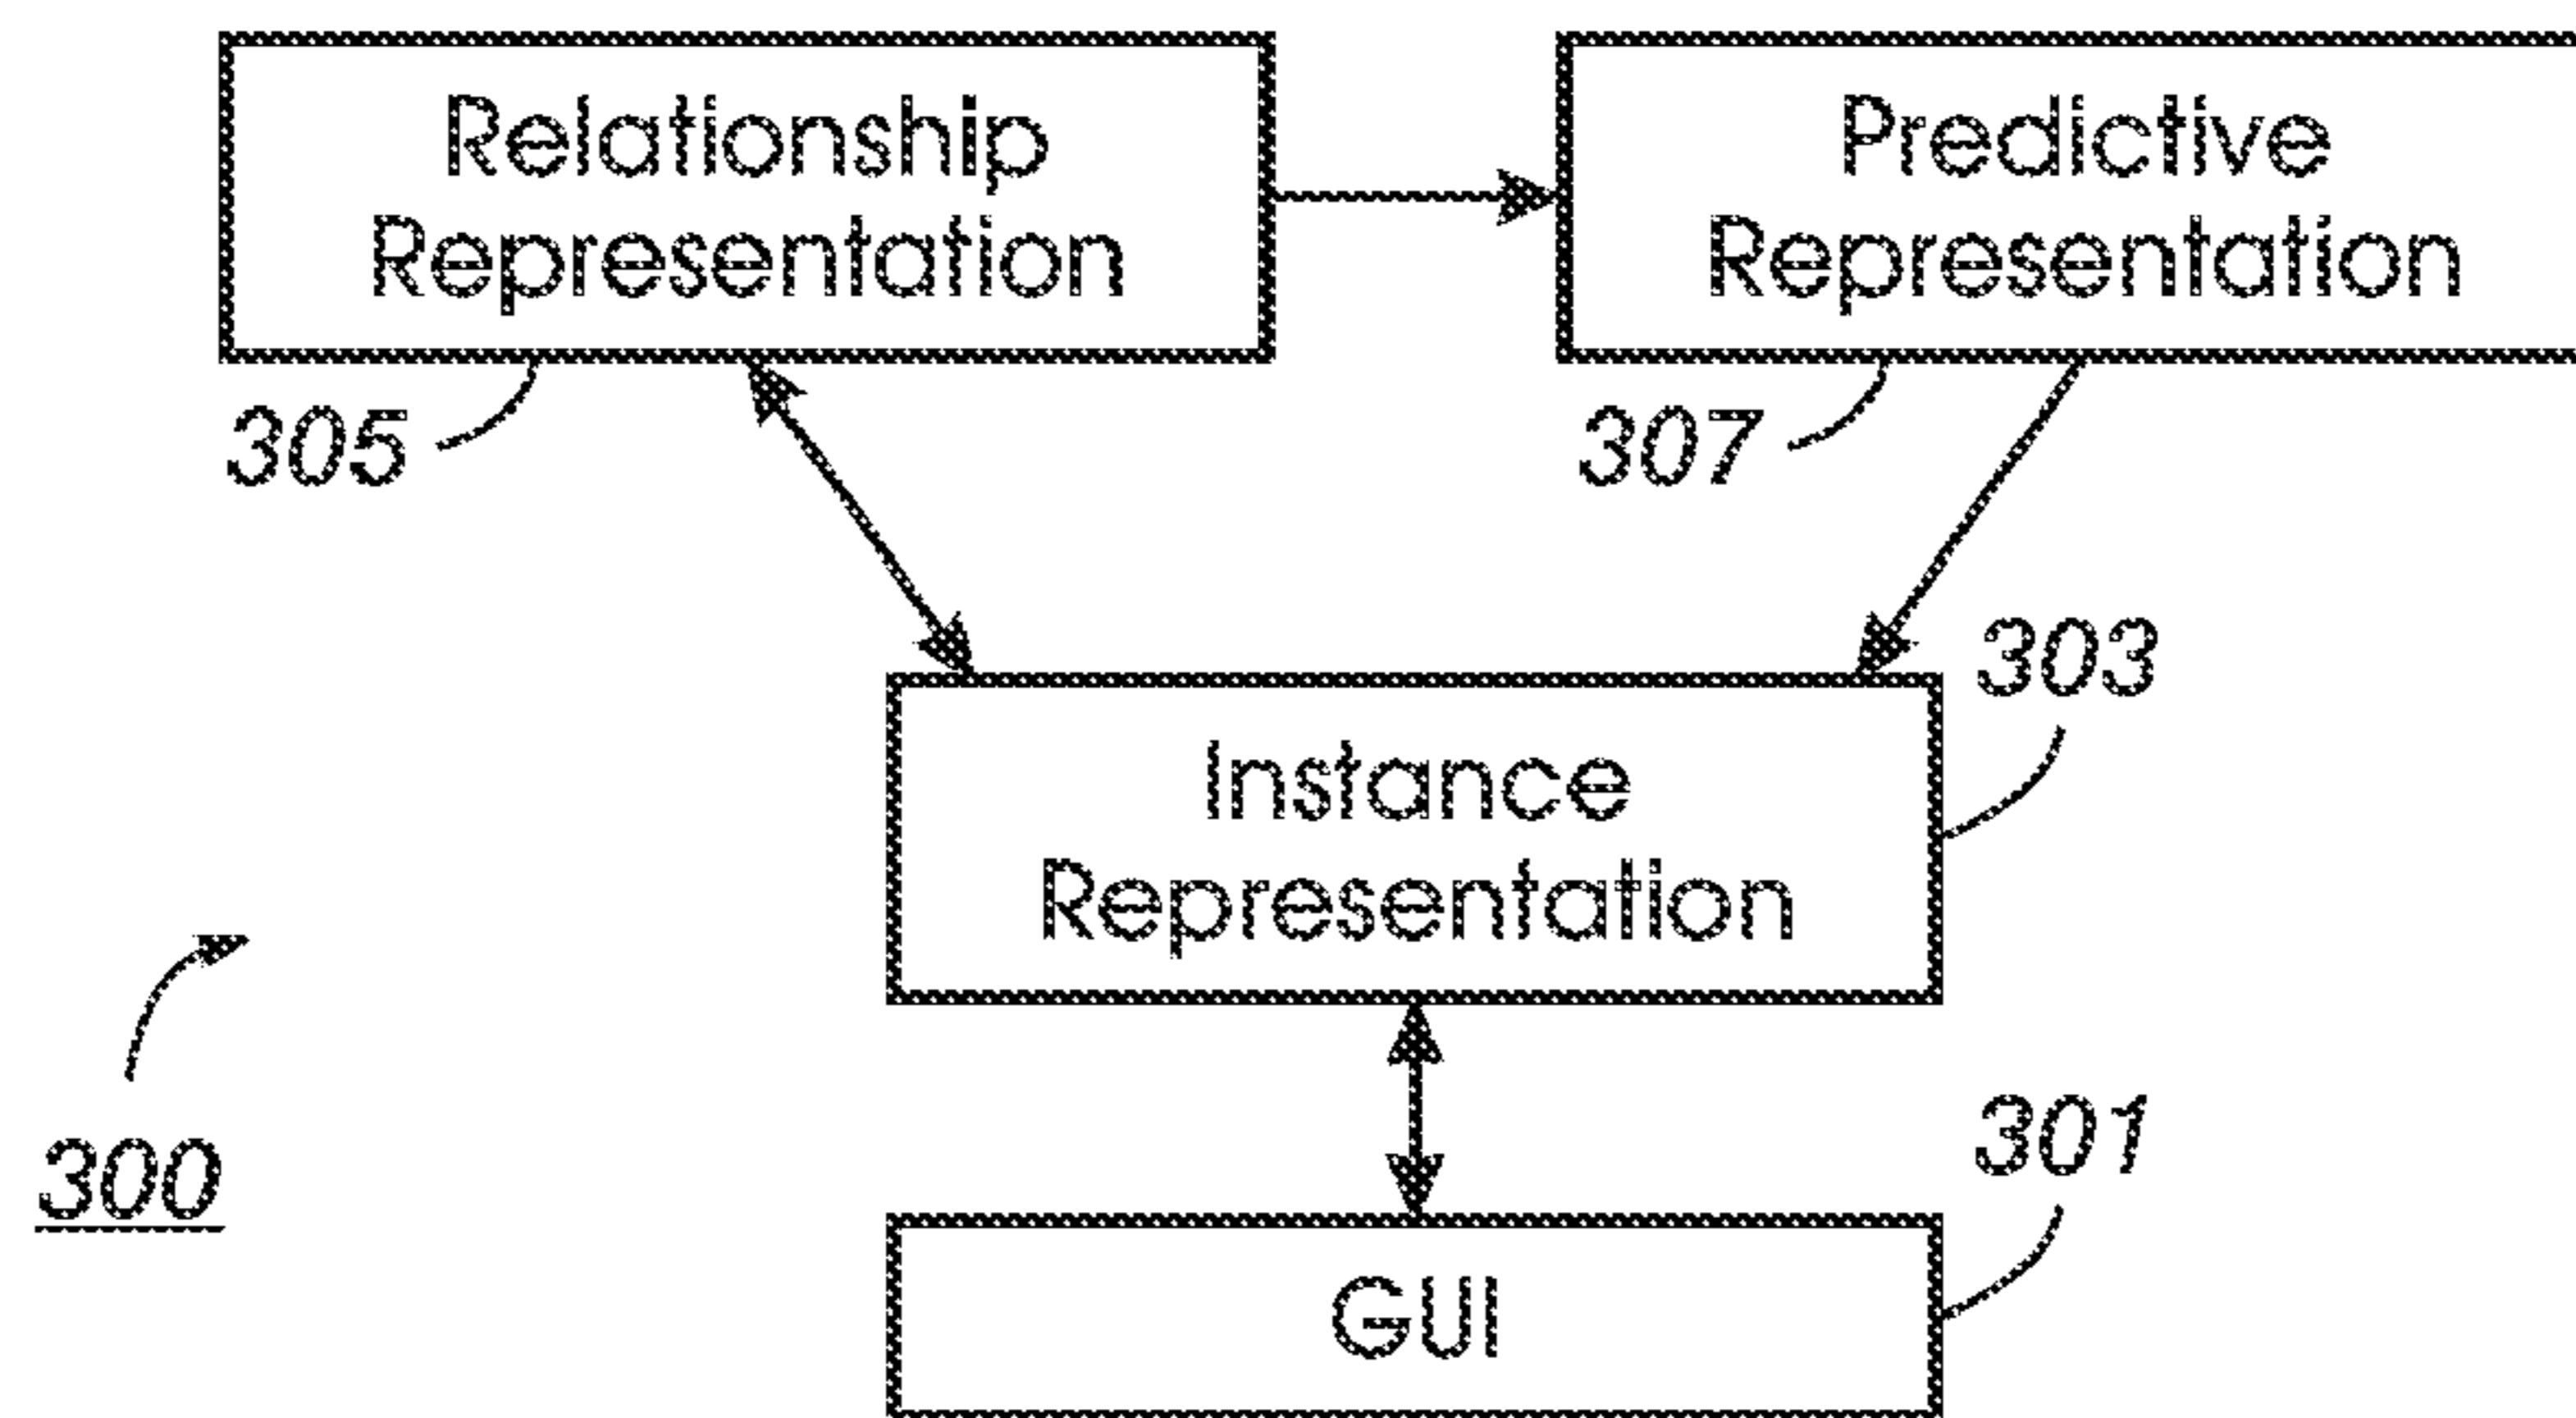 Relationship
Representation
Predictive
Representation
305
307
303
Instance
Representation
300
301
GUI